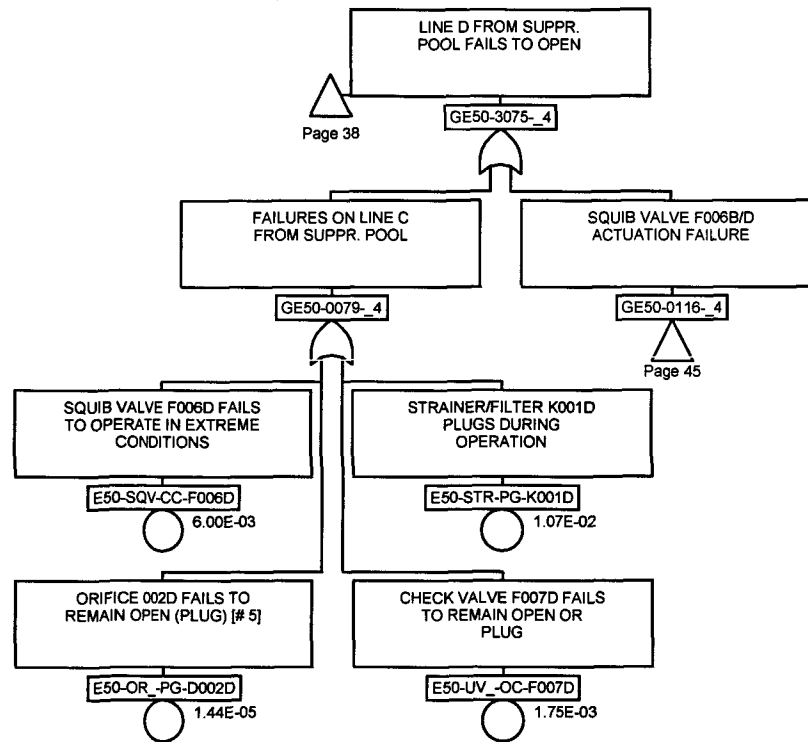 LINE D FROM SUPPR.
POOL FAILS TO OPEN
Page 38
GE50-3075-_4
FAILURES ON LINE C
FROM SUPPR. POOL
GE50-0079-_4
SQUIB VALVE F006B/D
ACTUATION FAILURE
GE50-0116-_4
Page 45
SQUIB VALVE F006D FAILS
TO OPERATE IN EXTREME
CONDITIONS
E50-SQV-CC-F006D
6.00E-03
STRAINER/FILTER K001D
PLUGS DURING
OPERATION
E50-STR-PG-K001D
1.07E-02
ORIFICE 002D FAILS TO
REMAIN OPEN (PLUG) [# 5]
E50-OR_-PG-D002D
1.44E-05
CHECK VALVE F007D FAILS
TO REMAIN OPEN OR
PLUG
E50-UV_-OC-F007D
1.75E-03